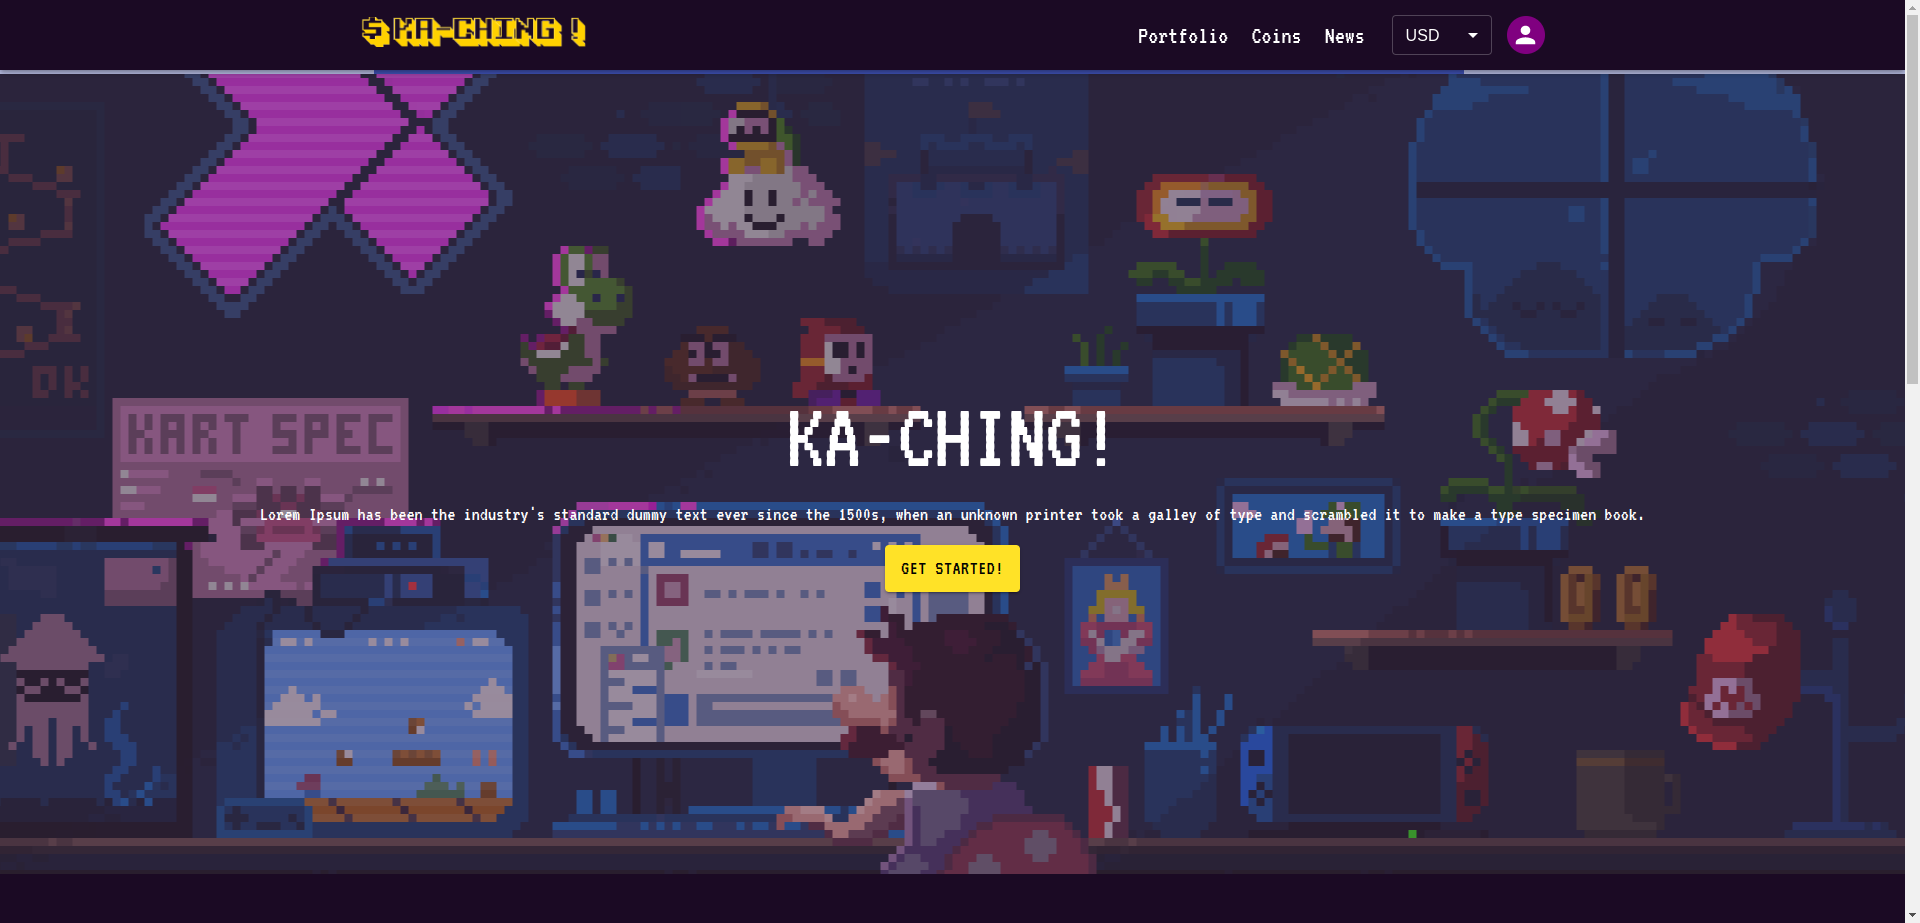 $ KA-CHING !
Portfolio Coins News USD
DK
KART SPEC
KA-CHING!
Lorem Ipsum has been the industry's standard dummy text ever since the 1500s, when an unknown printer took a galley of type and scrambled it to make a type specimen book.
GET STARTED!
M